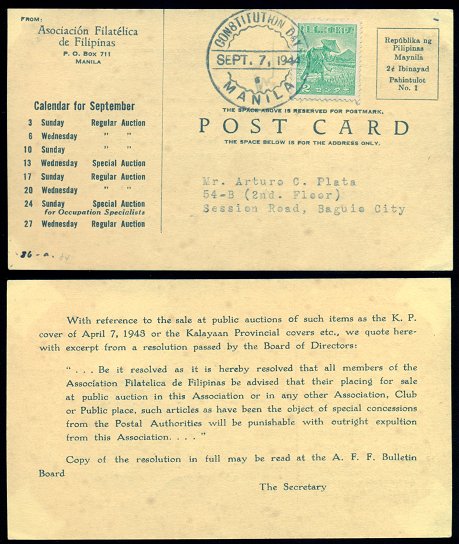 FROM:
Asociación Filatélica
de Filipinas
P. O. BOX 711
MANILA
Calendar for September
3 Sunday Regular Auction
6 Wednesday " "
10 Sunday " "
13 Wednesday Special Auction
17 Sunday Regular Auction
20 Wednesday " "
24 Sunday Special Auction
for Occupation Specialists
27 Wednesday Regular Auction
CONSTITUTION DAY
SEPT. 7, 1944
MANILA
2 センタボ
Repúblika ng
Pilipinas
Maynila
2¢ Ibinayad
Pahintulot
No. 1
THE SPACE ABOVE IS RESERVED FOR POSTMARK.
POST CARD
THE SPACE BELOW IS FOR THE ADDRESS ONLY.
Mr. Arturo C. Plata
54-B (2nd. Floor)
Session Road, Baguio City
With reference to the sale at public auctions of such items as the K. P.
cover of April 7, 1943 or the Kalayaan Provincial covers etc., we quote here-
with excerpt from a resolution passed by the Board of Directors:
". . . Be it resolved as it is hereby resolved that all members of the
Association Filatelica de Filipinas be advised that their placing for sale
at public auction in this Association or in any other Association, Club
or Public place, such articles as have been the object of special concessions
from the Postal Authorities will be punishable with outright expultion
from this Association. . . . "
Copy of the resolution in full may be read at the A. F. F. Bulletin
Board
The Secretary